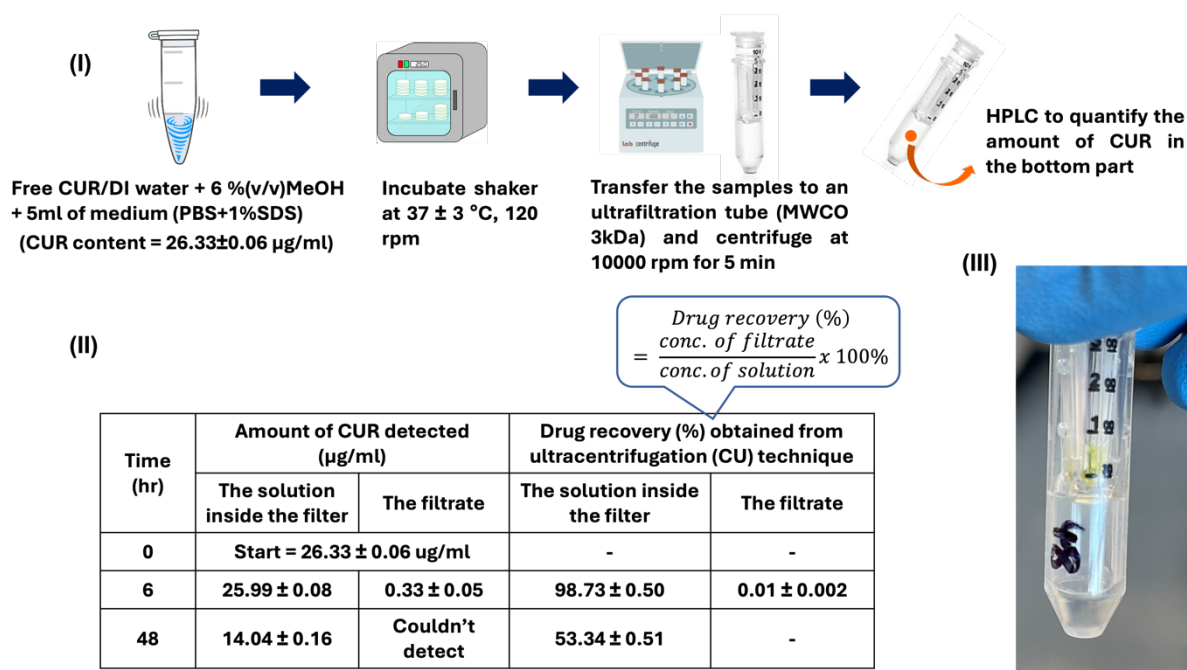 (I)
Free CUR/DI water + 6 %(v/v)MeOH
+ 5ml of medium (PBS+1%SDS)
(CUR content = 26.33±0.06 µg/ml)
Incubate shaker
at 37 ± 3 °C, 120
rpm
Transfer the samples to an
ultrafiltration tube (MWCO
3kDa) and centrifuge at
10000 rpm for 5 min
HPLC to quantify the
amount of CUR in
the bottom part
(II)
Drug recovery (%)
= conc. of filtrate / conc. of solution x 100%
Time
(hr)
Amount of CUR detected
(µg/ml)
Drug recovery (%) obtained from
ultracentrifugation (CU) technique
The solution
inside the filter
The filtrate
The solution inside
the filter
The filtrate
0
Start = 26.33 ± 0.06 ug/ml
-
-
6
25.99 ± 0.08
0.33 ± 0.05
98.73 ± 0.50
0.01 ± 0.002
48
14.04 ± 0.16
Couldn't
detect
53.34 ± 0.51
-
(III)
2
1